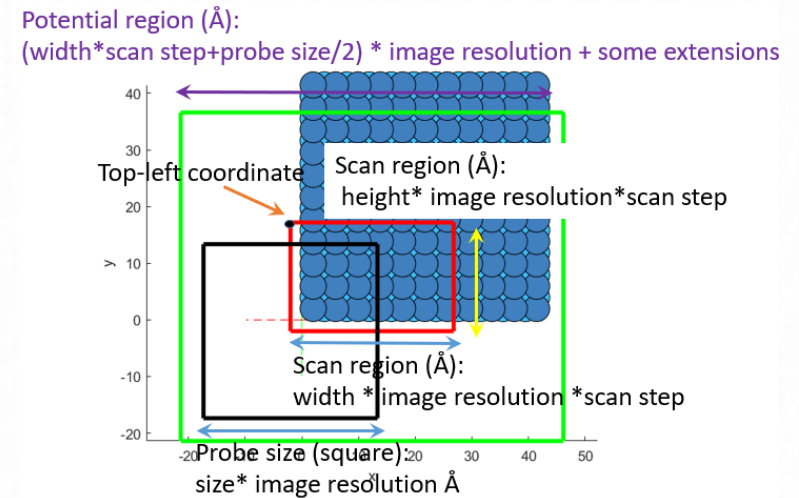 Potential region (Å):
(width*scan step+probe size/2) * image resolution + some extensions
40
30
Top-left coordinate
Scan region (Å):
height* image resolution*scan step
20
y
10
0
-10
Scan region (Å):
width * image resolution *scan step
-20
-20
0
20
30
40
50
x
Probe size (square):
size* image resolution Å